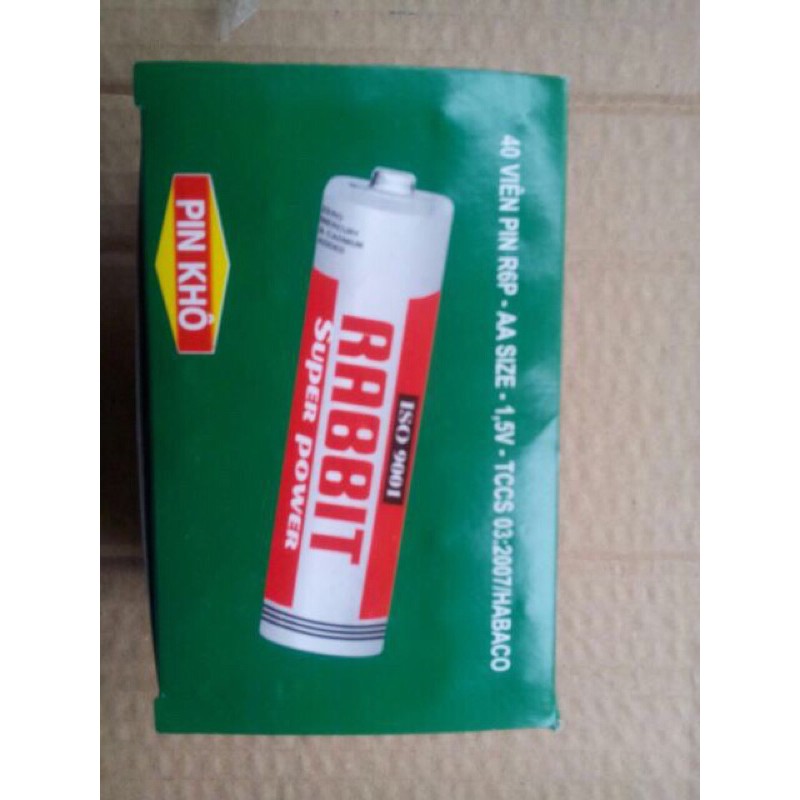 40 VIÊN PIN R6P - AA SIZE - 1,5V - TCCS 03:2007/HABACO
ISO 9001
RABBIT
Super power
PIN KHÔ